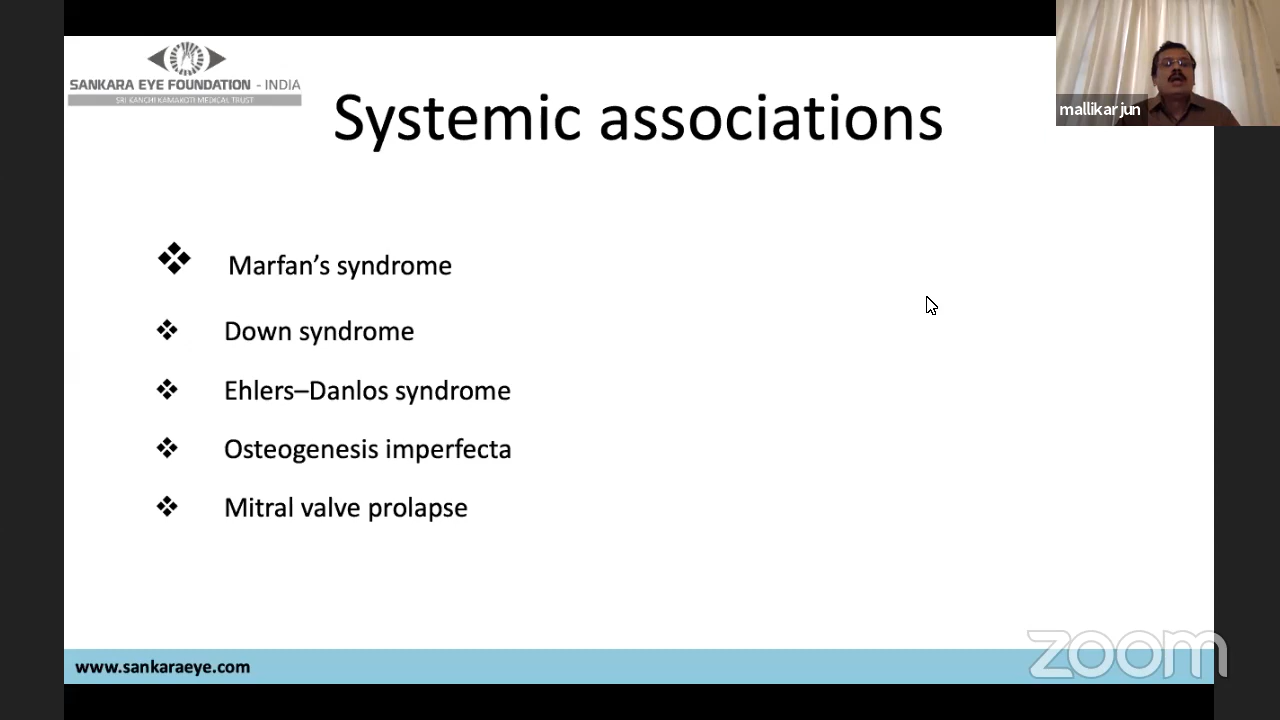 SANKARA EYE FOUNDATION - INDIA
SRI KANCHI KAMAKOTI MEDICAL TRUST
mallikarjun
Systemic associations
Marfan’s syndrome
Down syndrome
Ehlers–Danlos syndrome
Osteogenesis imperfecta
Mitral valve prolapse
www.sankaraeye.com
zoom